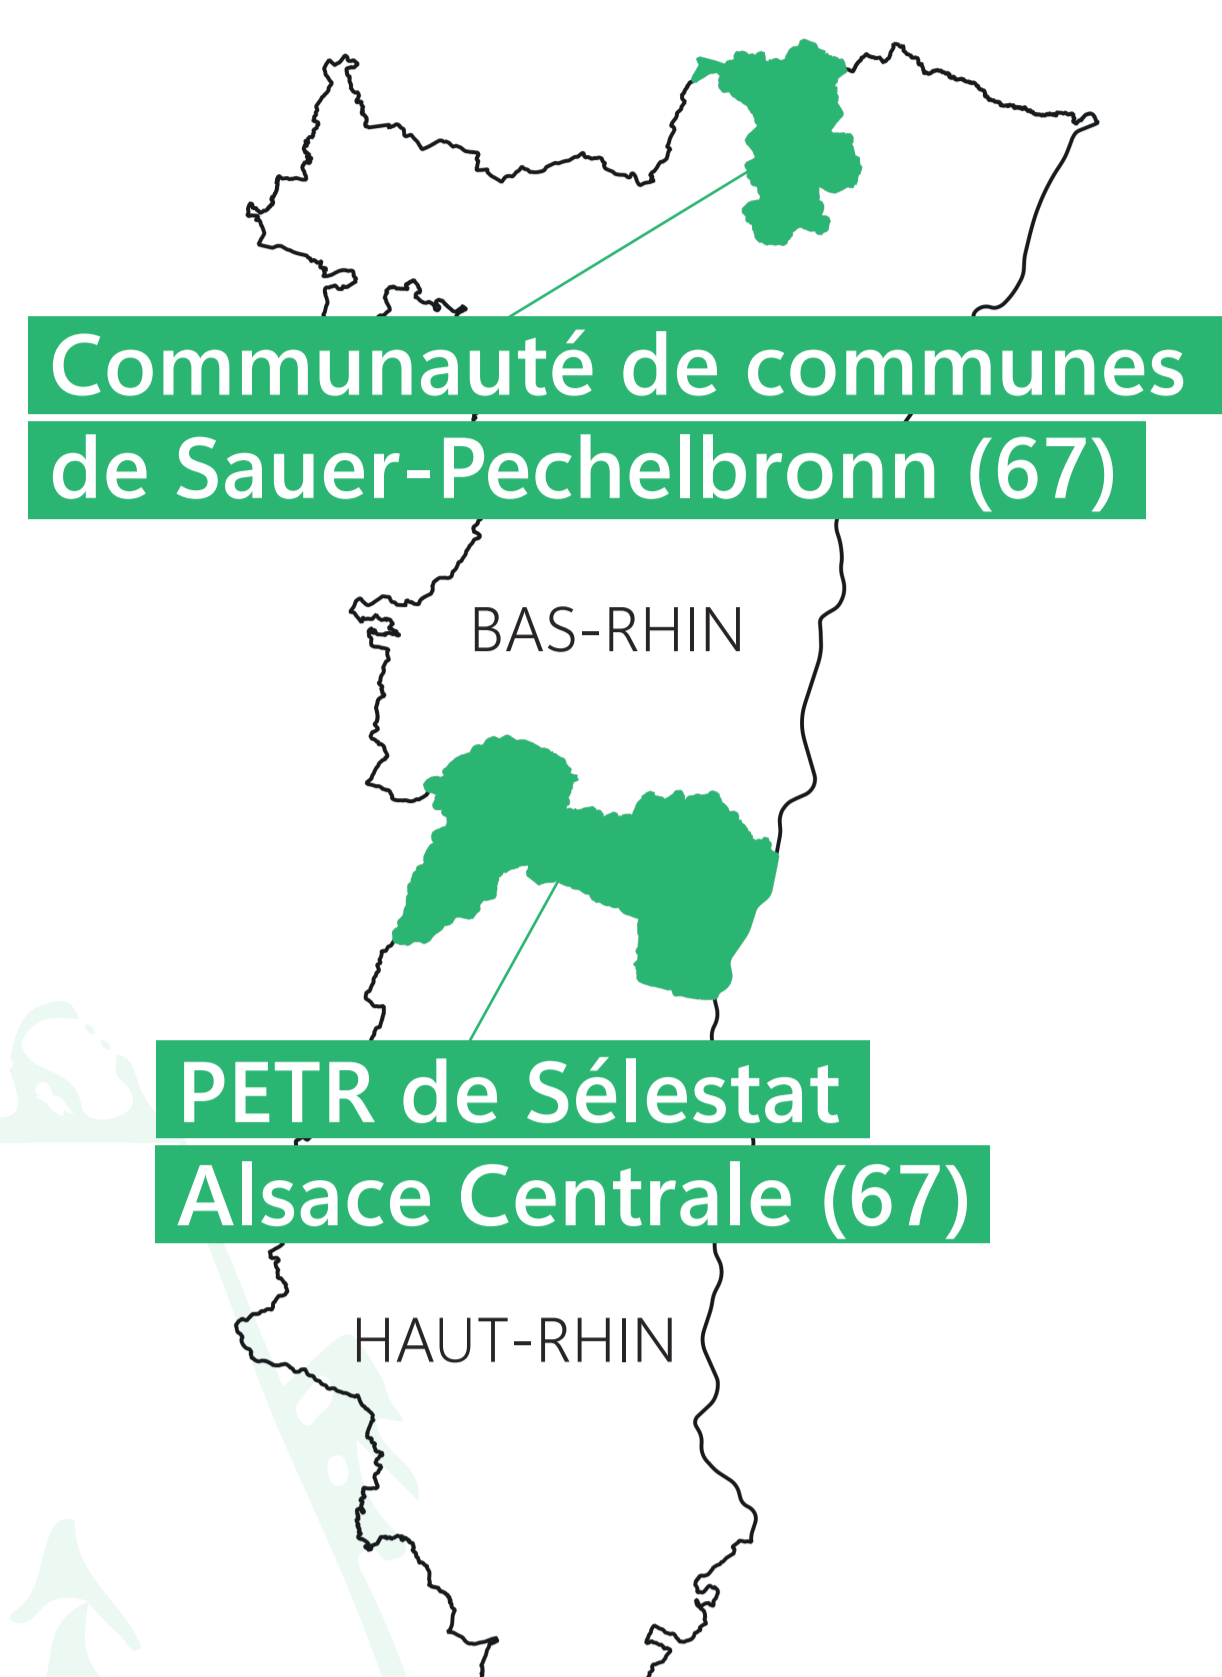 Communauté de communes
de Sauer-Pechelbronn (67)
BAS-RHIN
PETR de Sélestat
Alsace Centrale (67)
HAUT-RHIN